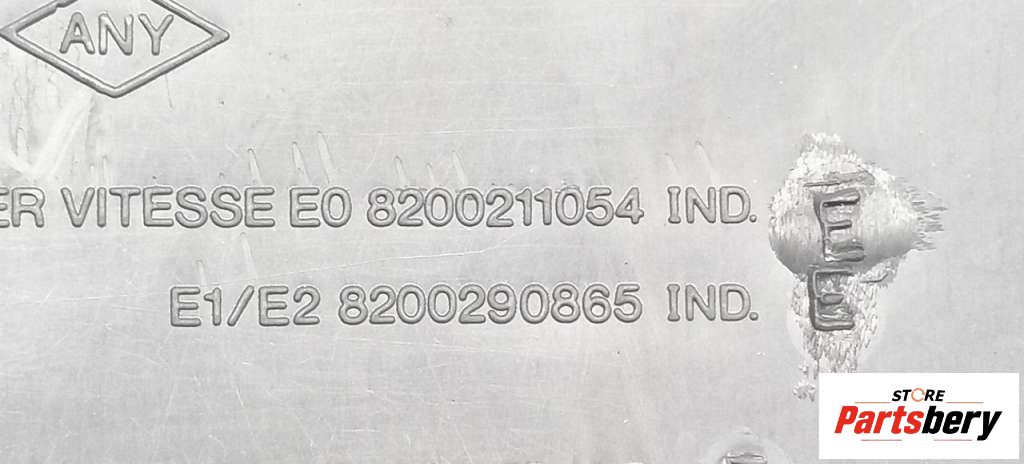 ANY
ER VITESSE E0 8200211054 IND. E
E1/E2 8200290865 IND. E
STORE
Partsbery